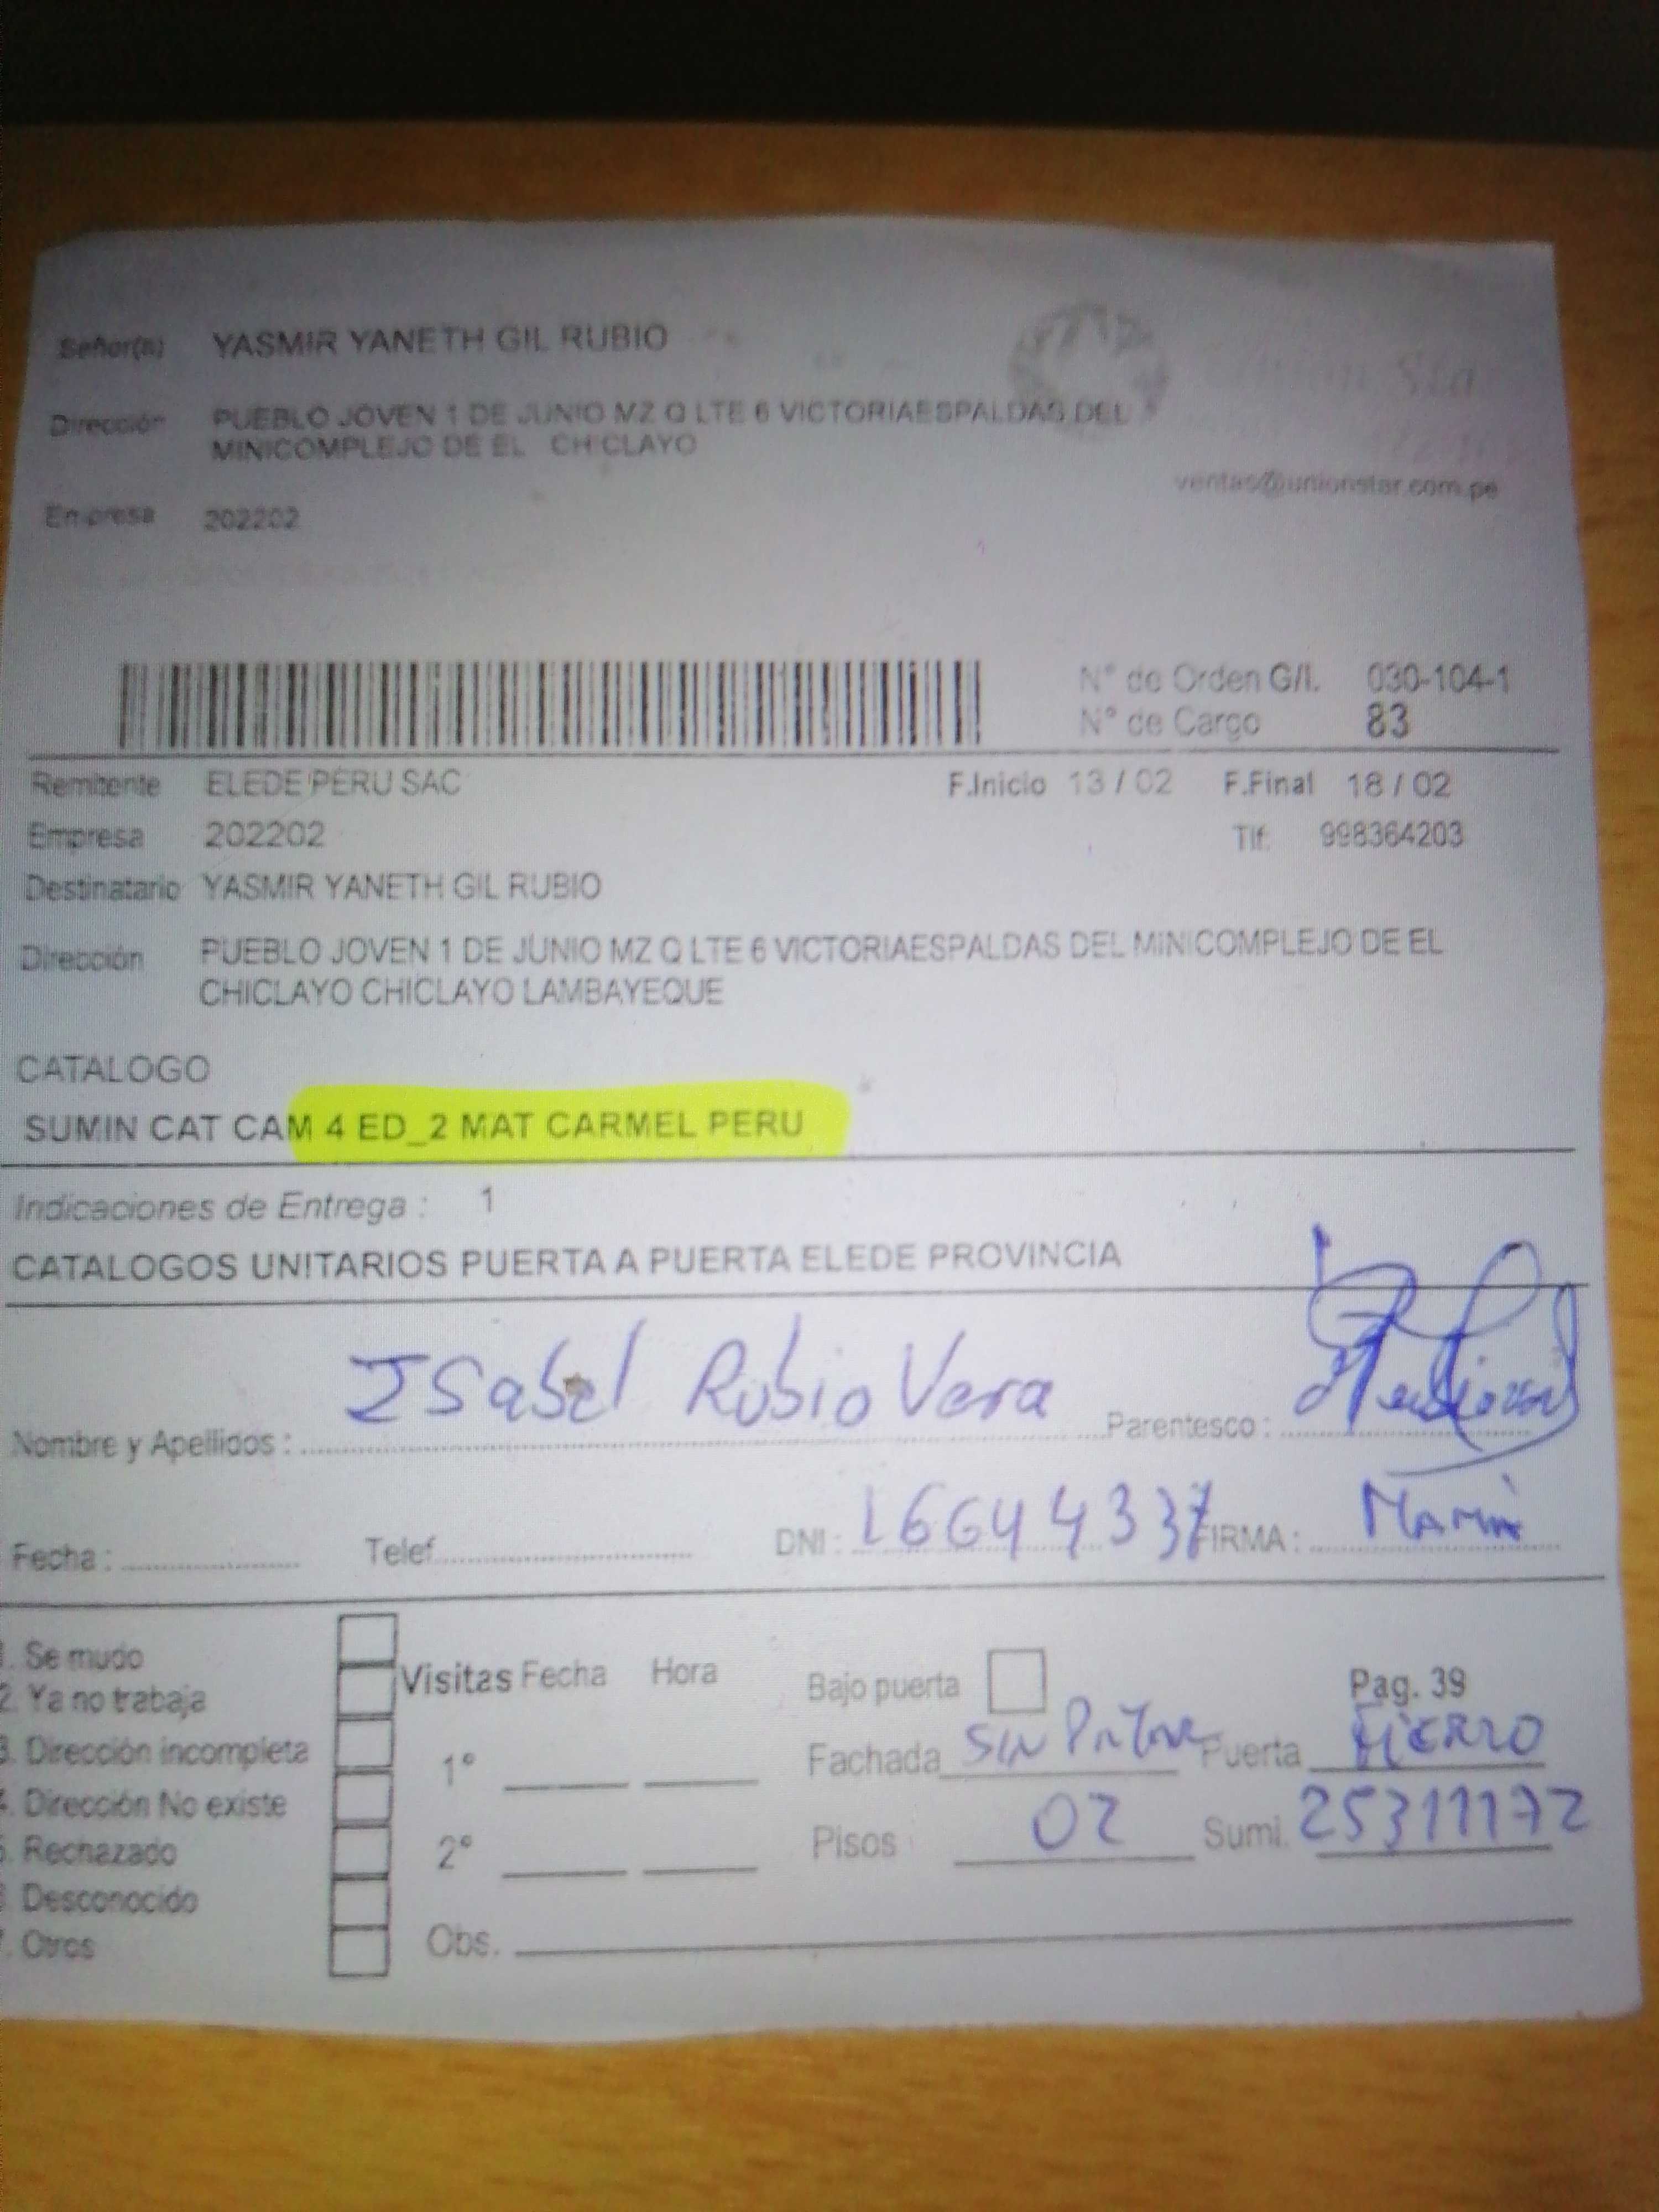 Señor(a) YASMIR YANETH GIL RUBIO
Dirección PUEBLO JOVEN 1 DE JUNIO MZ Q LTE 6 VICTORIAESPALDAS DEL
MINICOMPLEJO DE EL CHICLAYO
Union Sta
ventas@unionstar.com.pe
Empresa 202202
N° de Orden G/I. 030-104-1
N° de Cargo 83
Remitente ELEDE PERU SAC F.Inicio 13 / 02 F.Final 18 / 02
Empresa 202202 Tlf: 998364203
Destinatario YASMIR YANETH GIL RUBIO
Dirección PUEBLO JOVEN 1 DE JUNIO MZ Q LTE 6 VICTORIAESPALDAS DEL MINICOMPLEJO DE EL
CHICLAYO CHICLAYO LAMBAYEQUE
CATALOGO
SUMIN CAT CAM 4 ED_2 MAT CARMEL PERU
Indicaciones de Entrega : 1
CATALOGOS UNITARIOS PUERTA A PUERTA ELEDE PROVINCIA
Nombre y Apellidos : Isabel Rubio Vera Parentesco :
Fecha : Telef. DNI : 16644337 FIRMA : Mamá
1. Se mudo
2. Ya no trabaja
3. Dirección incompleta
4. Dirección No existe
5. Rechazado
6. Desconocido
7. Otros
Visitas Fecha Hora
1°
2°
Obs.
Bajo puerta Pag. 39
Fachada SIN Puerta FIERRO
Pisos : 02 Sumi. 25311172